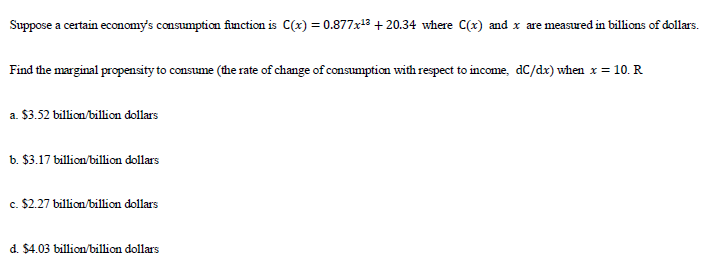 Suppose a certain economy's consumption function is C(x) = 0.877x¹³ + 20.34 where C(x) and x are measured in billions of dollars.
Find the marginal propensity to consume (the rate of change of consumption with respect to income, dC/dx) when x = 10. R
a. $3.52 billion/billion dollars
b. $3.17 billion/billion dollars
c. $2.27 billion/billion dollars
d. $4.03 billion/billion dollars